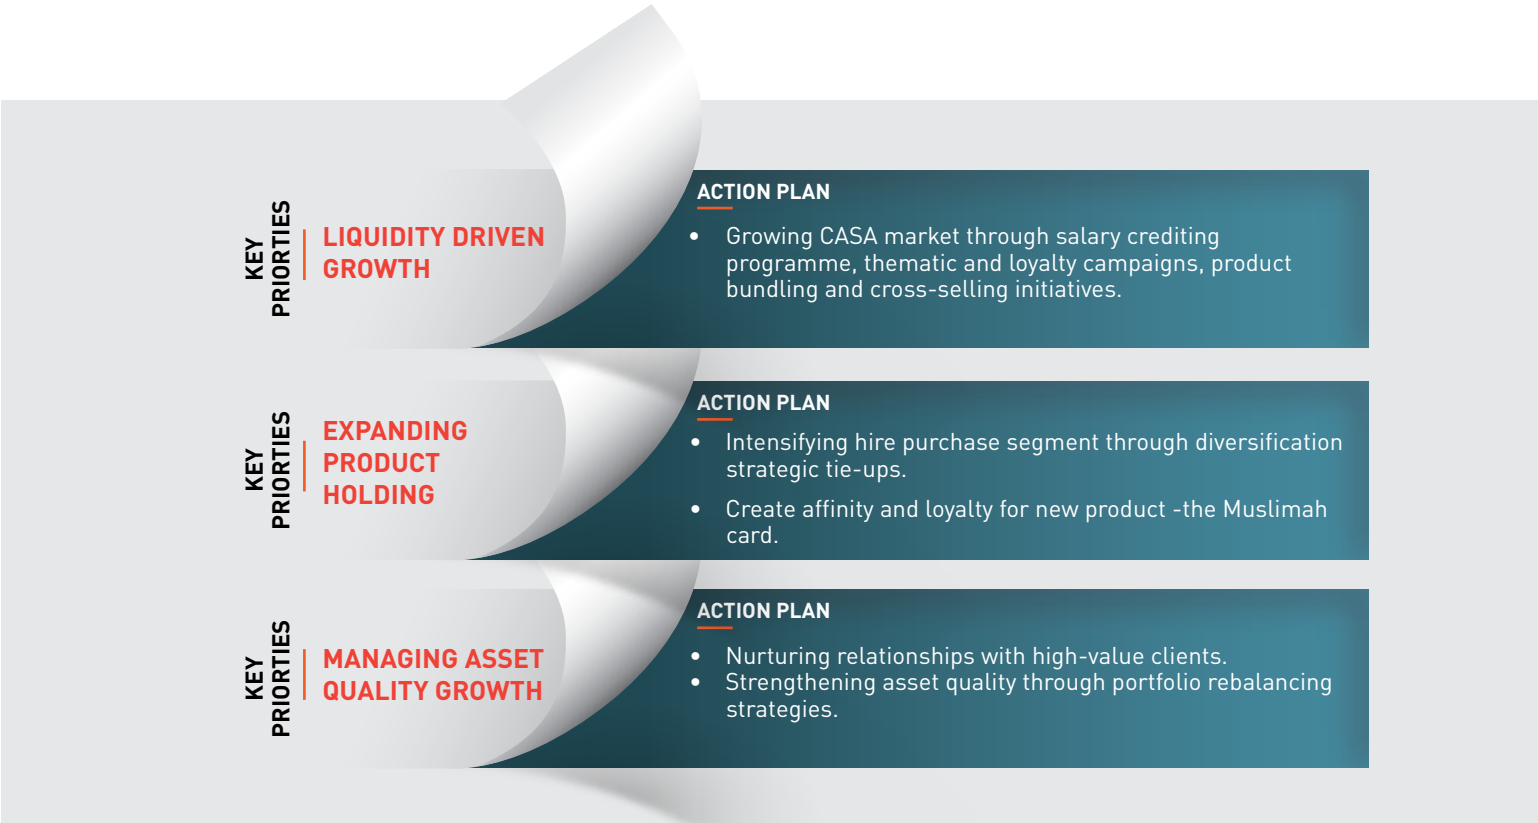 KEY
PRIORTIES
LIQUIDITY DRIVEN
GROWTH
ACTION PLAN
• Growing CASA market through salary crediting
programme, thematic and loyalty campaigns, product
bundling and cross-selling initiatives.
KEY
PRIORTIES
EXPANDING
PRODUCT
HOLDING
ACTION PLAN
• Intensifying hire purchase segment through diversification
strategic tie-ups.
• Create affinity and loyalty for new product -the Muslimah
card.
KEY
PRIORTIES
MANAGING ASSET
QUALITY GROWTH
ACTION PLAN
• Nurturing relationships with high-value clients.
• Strengthening asset quality through portfolio rebalancing
strategies.